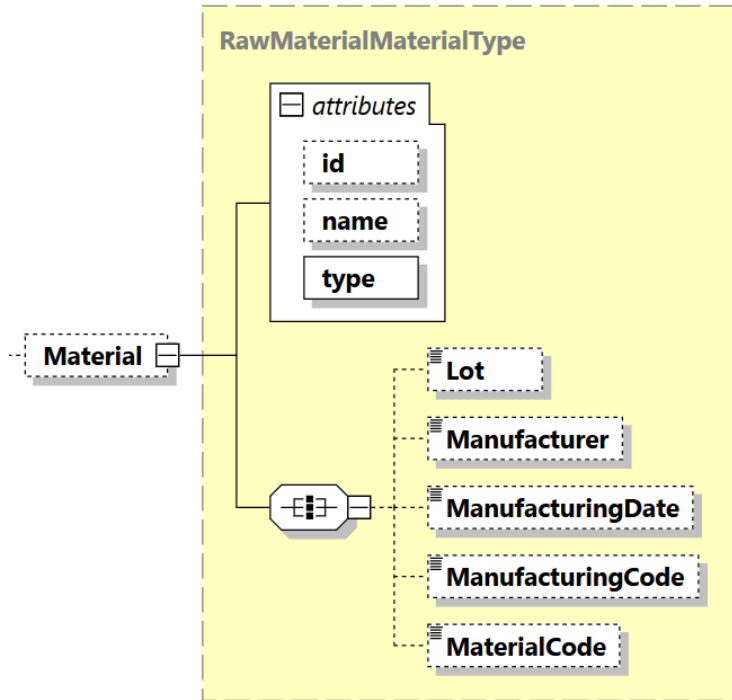 RawMaterialMaterialType
attributes
id
name
type
Material
Lot
Manufacturer
ManufacturingDate
ManufacturingCode
MaterialCode